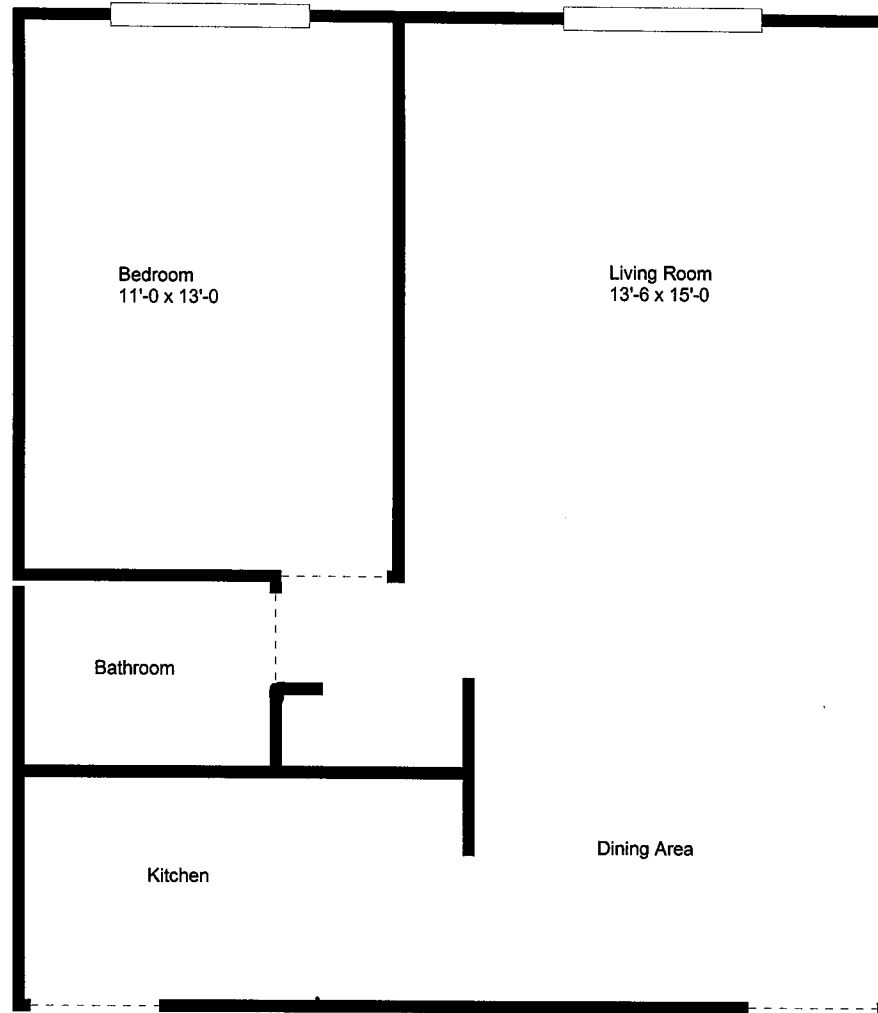 Bedroom
11'-0 x 13'-0
Living Room
13'-6 x 15'-0
Bathroom
Dining Area
Kitchen